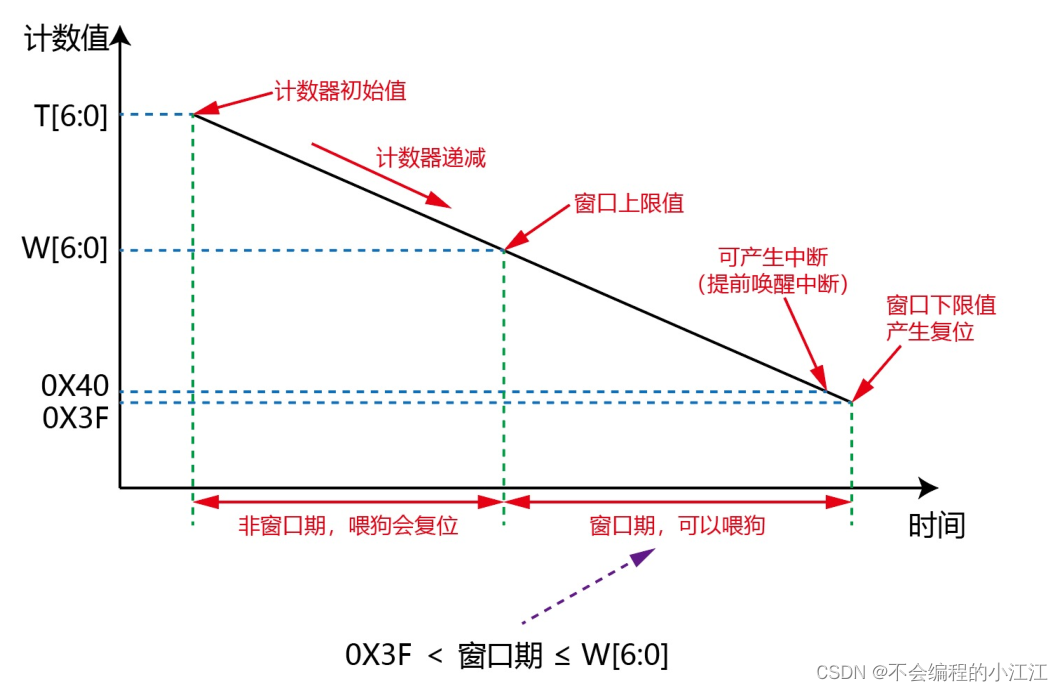 计数值
计数器初始值
T[6:0]
计数器递减
窗口上限值
W[6:0]
可产生中断
（提前唤醒中断）
窗口下限值
产生复位
0X40
0X3F
非窗口期，喂狗会复位
窗口期，可以喂狗
时间
0X3F < 窗口期 ≤ W[6:0]
CSDN @不会编程的小江江